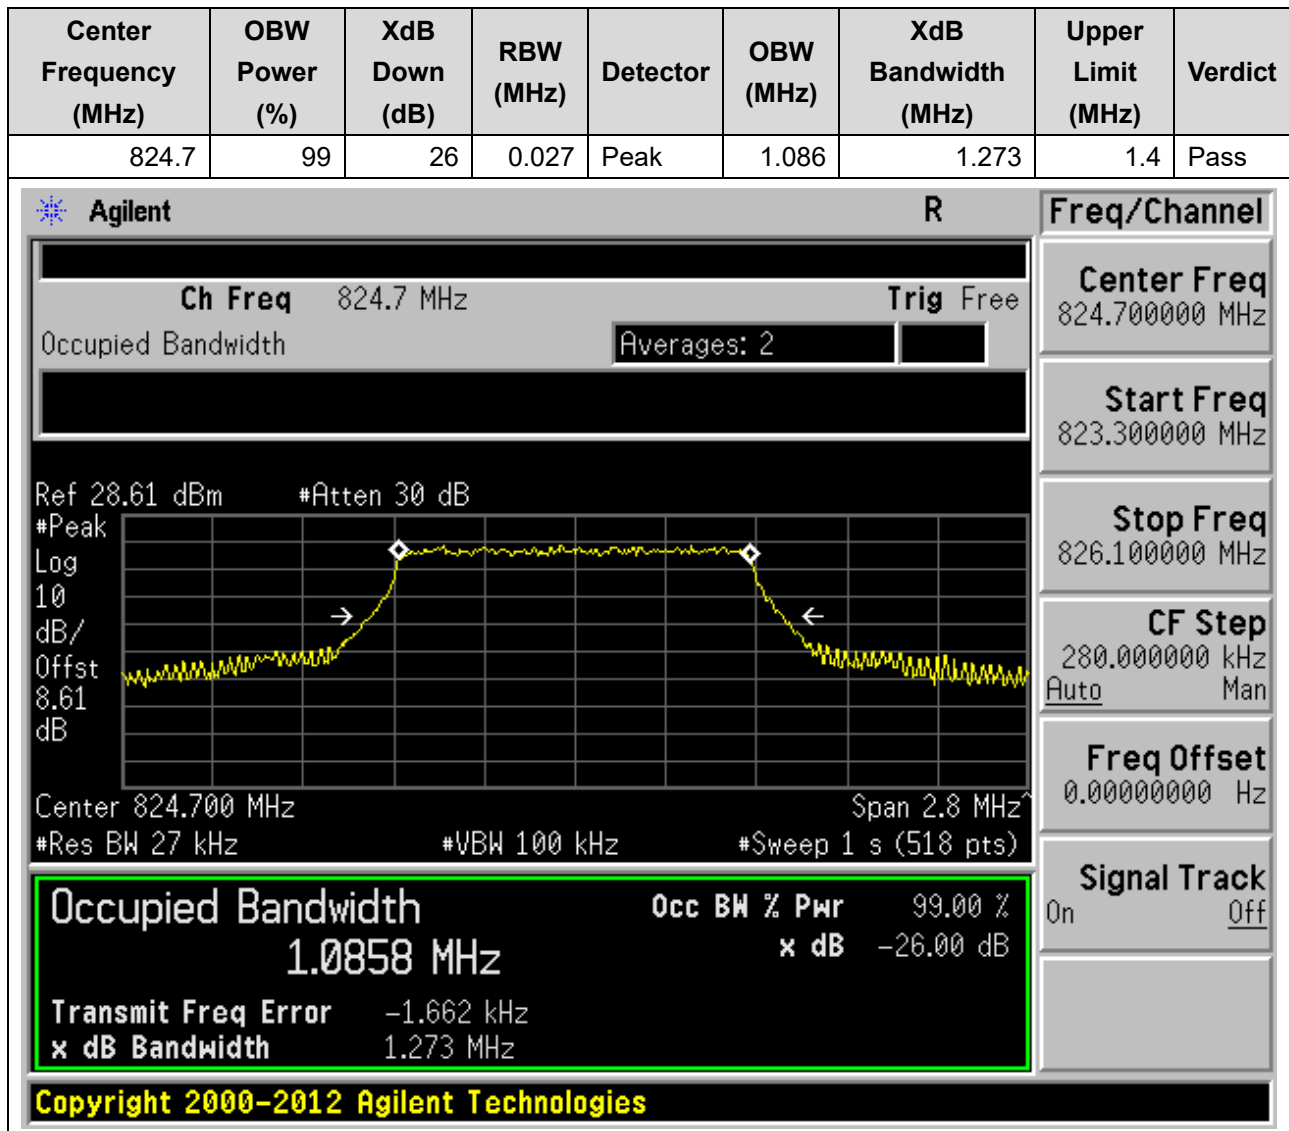 Center Frequency (MHz) OBW Power (%) XdB Down (dB) RBW (MHz) Detector OBW (MHz) XdB Bandwidth (MHz) Upper Limit (MHz) Verdict
824.7 99 26 0.027 Peak 1.086 1.273 1.4 Pass
Agilent R Freq/Channel
Ch Freq 824.7 MHz Trig Free
Occupied Bandwidth Averages: 2
Center Freq
824.700000 MHz
Start Freq
823.300000 MHz
Stop Freq
826.100000 MHz
CF Step
280.000000 kHz
Auto Man
Freq Offset
0.00000000 Hz
Signal Track
On Off
Ref 28.61 dBm #Atten 30 dB
#Peak
Log
10
dB/
Offst
8.61
dB
Center 824.700 MHz Span 2.8 MHz^
#Res BW 27 kHz #VBW 100 kHz #Sweep 1 s (518 pts)
Occupied Bandwidth Occ BW % Pwr 99.00 %
1.0858 MHz x dB -26.00 dB
Transmit Freq Error -1.662 kHz
x dB Bandwidth 1.273 MHz
Copyright 2000-2012 Agilent Technologies